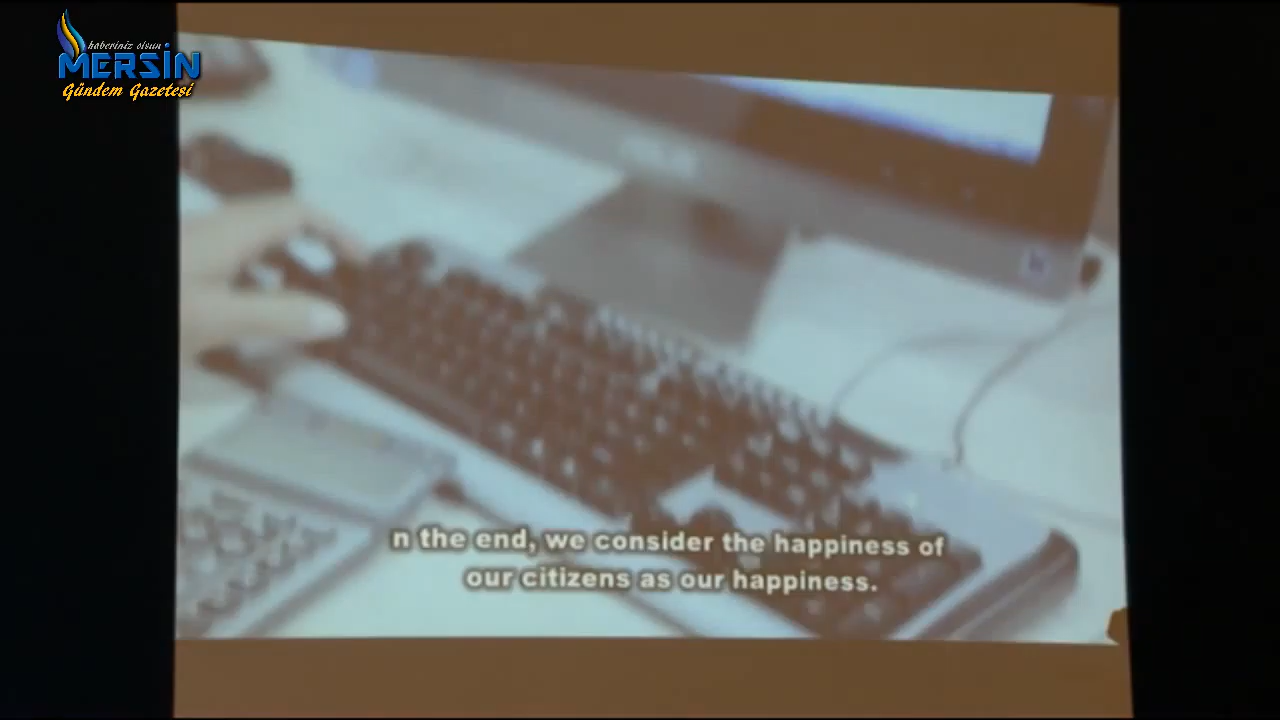 haberiniz olsun
MERSİN
Gündem Gazetesi
n the end, we consider the happiness of
our citizens as our happiness.